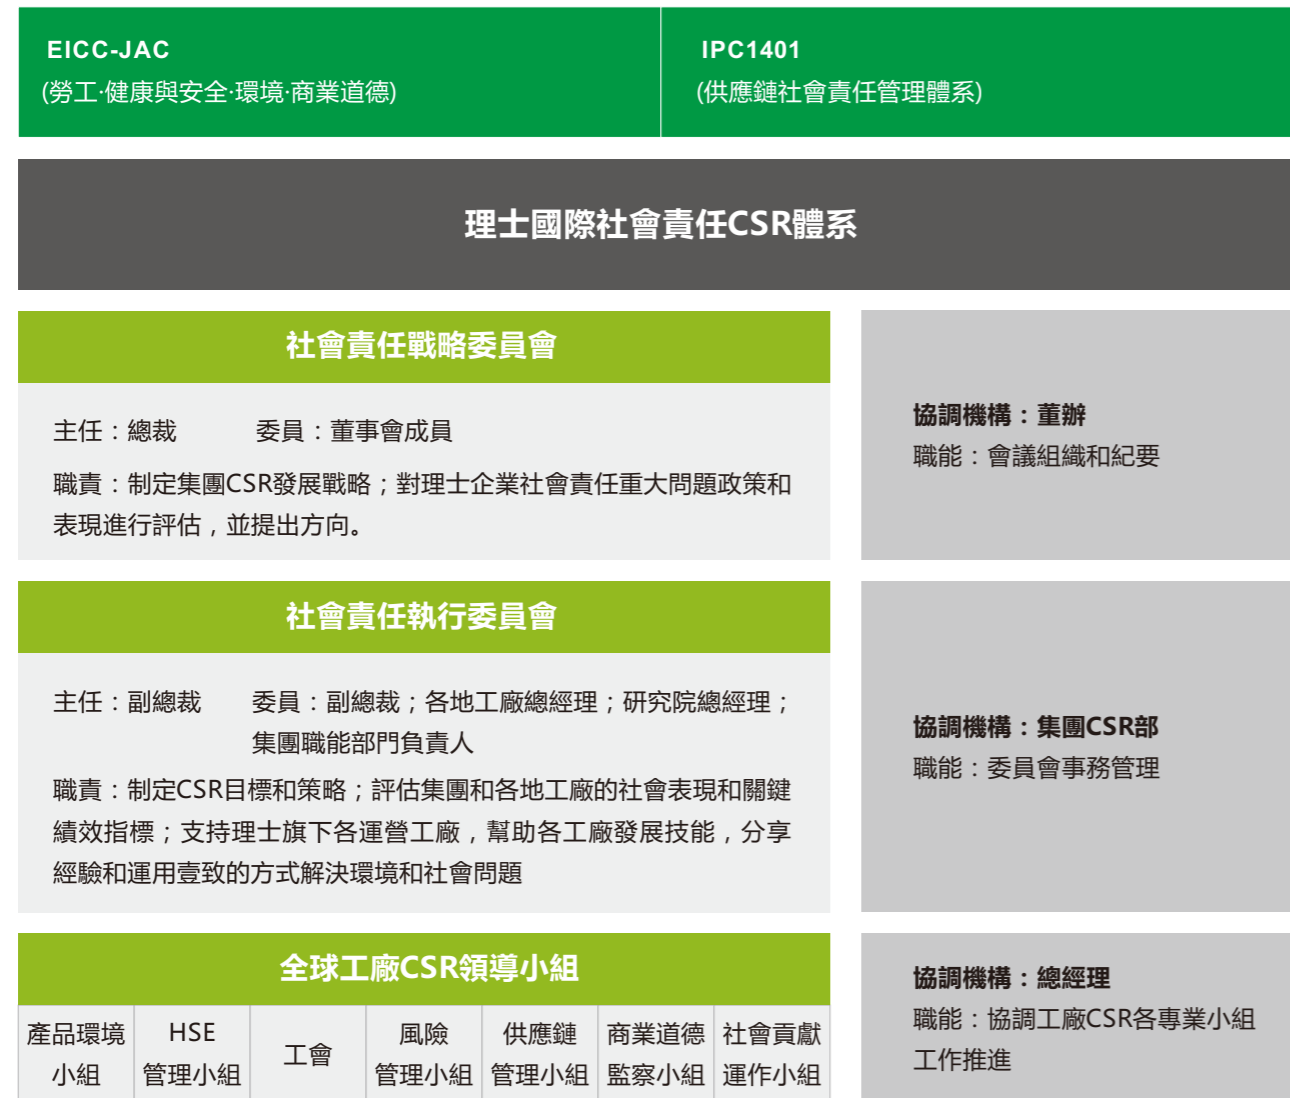 EICC-JAC
(勞工·健康與安全·環境·商業道德)
IPC1401
(供應鏈社會責任管理體系)
理士國際社會責任CSR體系
社會責任戰略委員會
主任：總裁 委員：董事會成員
職責：制定集團CSR發展戰略；對理士企業社會責任重大問題政策和
表現進行評估，並提出方向。
協調機構：董辦
職能：會議組織和紀要
社會責任執行委員會
主任：副總裁 委員：副總裁；各地工廠總經理；研究院總經理；
集團職能部門負責人
職責：制定CSR目標和策略；評估集團和各地工廠的社會表現和關鍵
績效指標；支持理士旗下各運營工廠，幫助各工廠發展技能，分享
經驗和運用壹致的方式解決環境和社會問題
協調機構：集團CSR部
職能：委員會事務管理
全球工廠CSR領導小組
產品環境
小組
HSE
管理小組
工會
風險
管理小組
供應鏈
管理小組
商業道德
監察小組
社會貢獻
運作小組
協調機構：總經理
職能：協調工廠CSR各專業小組
工作推進